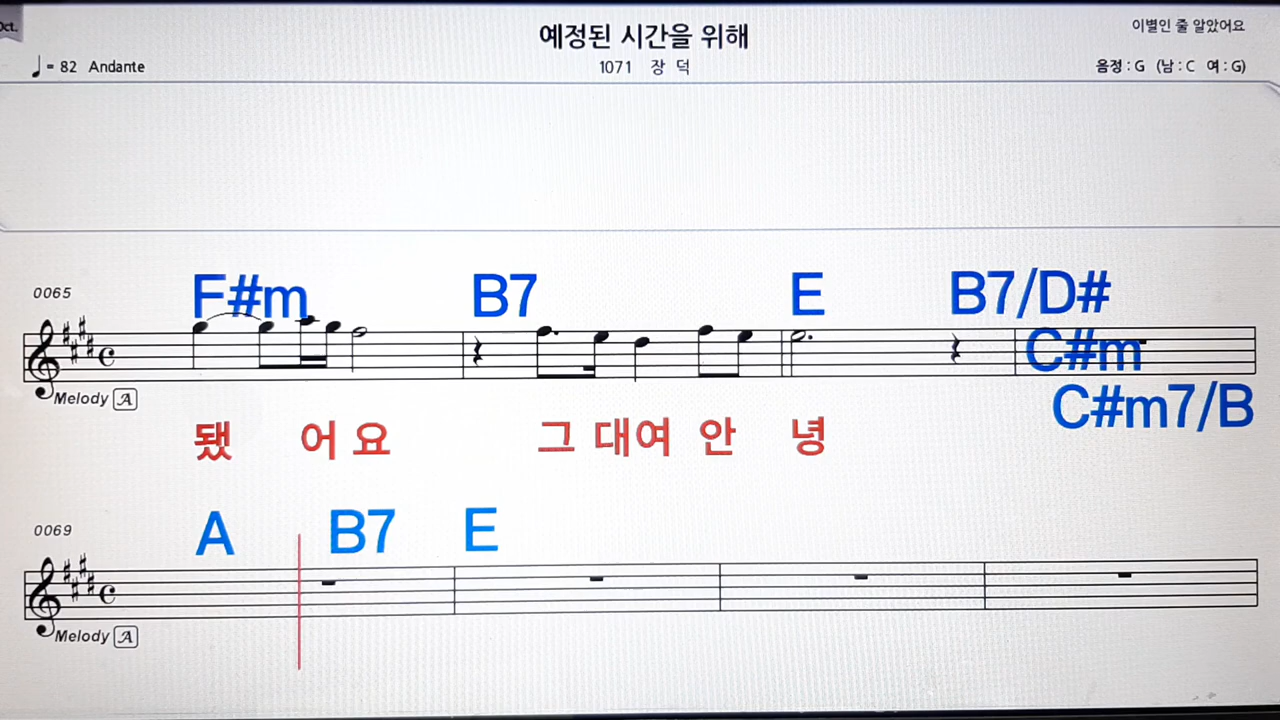 Oct.
예정된 시간을 위해
이별인 줄 알았어요
♩= 82 Andante
1071 장 덕
음정 : G (남 : C 여 : G)
F#m B7 E B7/D#
0065
C#m
C#m7/B
Melody A
됐 어 요 그 대여 안 녕
A B7 E
0069
Melody A